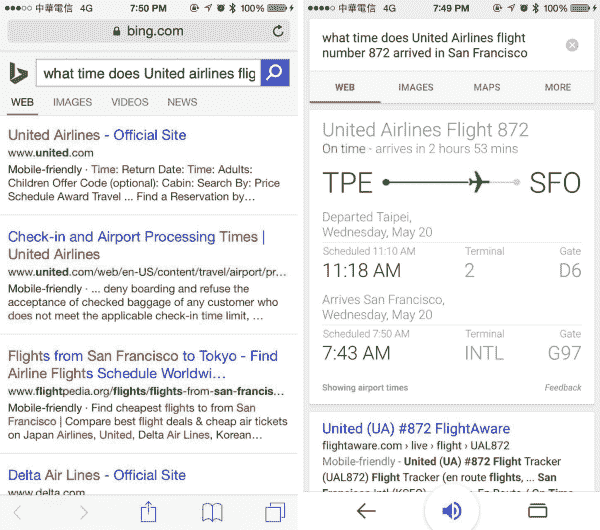 中華電信 4G 7:50 PM 100%
bing.com
what time does United airlines flig
WEB IMAGES VIDEOS NEWS
United Airlines - Official Site
www.united.com
Mobile-friendly · Time: Return Date: Time: Adults:
Children Offer Code (optional): Cabin: Search By: Price
Schedule Award Travel ... Find a Reservation by…
Check-in and Airport Processing Times |
United Airlines
www.united.com/web/en-US/content/travel/airport/pr…
Mobile-friendly · ... deny boarding and refuse the
acceptance of checked baggage of any customer who
does not meet the applicable check-in time limit, …
Flights from San Francisco to Tokyo - Find
Airline Flights Schedule Worldwi…
www.flightpedia.org/flights/flights-from-san-francis…
Mobile-friendly · Find cheapest flights to from San
Francisco | Compare best flight deals & cheap air tickets
on Japan Airlines, United, Delta Air Lines, Korean…
Delta Air Lines - Official Site
www.delta.com
中華電信 4G 7:49 PM 100%
what time does United Airlines flight
number 872 arrived in San Francisco
WEB IMAGES MAPS MORE
United Airlines Flight 872
On time - arrives in 2 hours 53 mins
TPE SFO
Departed Taipei,
Wednesday, May 20
Scheduled 11:10 AM Terminal Gate
11:18 AM 2 D6
Arrives San Francisco,
Wednesday, May 20
Scheduled 7:50 AM Terminal Gate
7:43 AM INTL G97
Showing airport times Feedback
United (UA) #872 FlightAware
flightaware.com › live › flight › UAL872
Mobile-friendly - United (UA) #872 Flight Tracker
(UAL872) Flight Tracker (en route flights, ... San